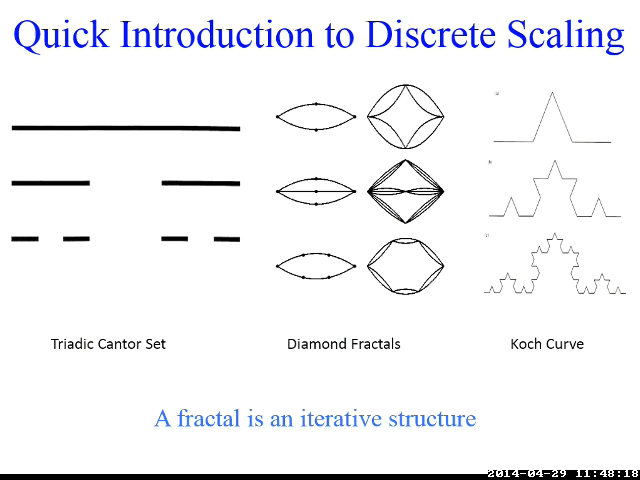 Quick Introduction to Discrete Scaling
Triadic Cantor Set
Diamond Fractals
Koch Curve
A fractal is an iterative structure
2014-04-29 11:48:18